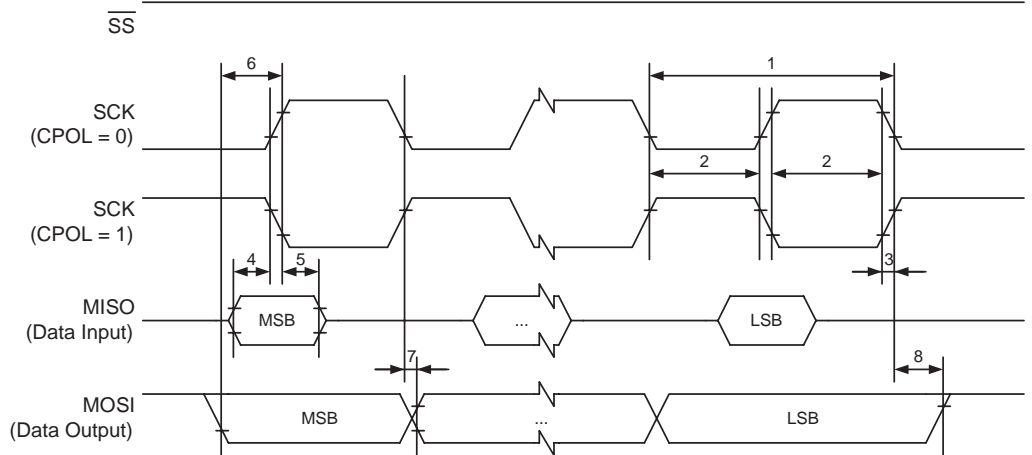 SS
6
1
SCK
(CPOL = 0)
2
2
SCK
(CPOL = 1)
4
5
3
MISO
(Data Input)
MSB
...
LSB
7
8
MOSI
(Data Output)
MSB
...
LSB